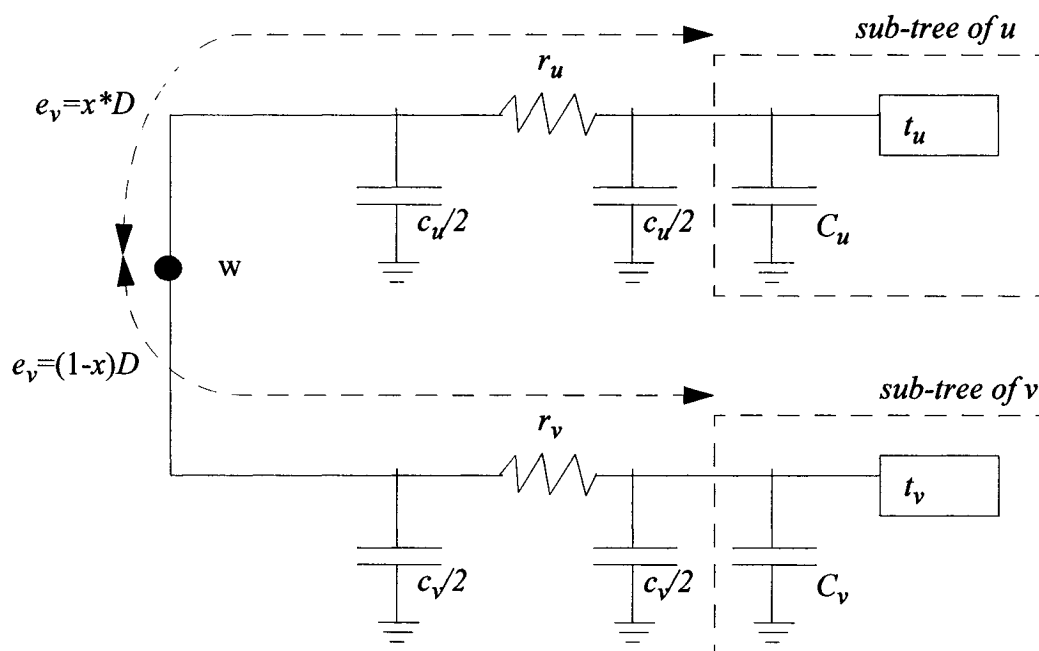 sub-tree of u
r_u
e_v=x*D
t_u
c_u/2
c_u/2
C_u
w
e_v=(1-x)D
sub-tree of v
r_v
t_v
c_v/2
c_v/2
C_v